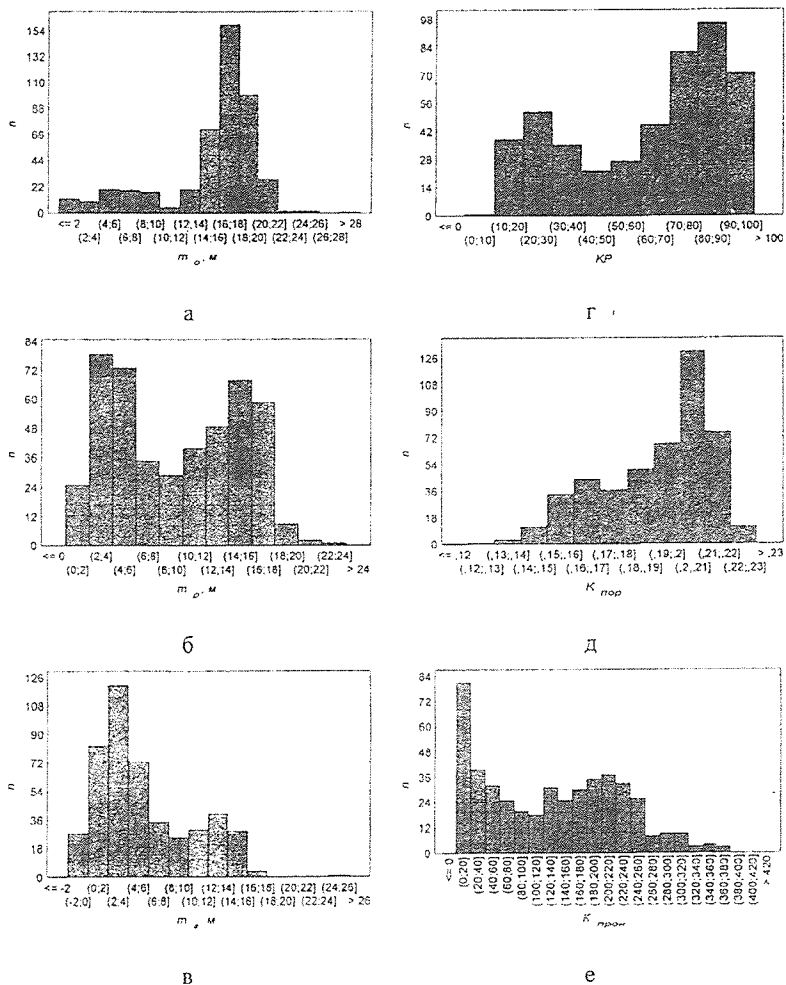 154
132
110
88
66
44
22
0
n
<= 2 (4;6] (8;10] (12;14] (16;18] (20;22] (24;26] > 28
(2;4] (6;8] (10;12] (14;16] (18;20] (22;24] (26;28]
m о, м
а
98
84
70
56
42
28
14
0
n
<= 0 (10;20] (30;40] (50;60] (70;80] (90;100]
(0;10] (20;30] (40;50] (60;70] (80;90] > 100
КР
г
84
72
60
48
36
24
12
0
n
<= 0 (2;4] (6;8] (10;12] (14;16] (18;20] (22;24]
(0;2] (4;6] (8;10] (12;14] (16;18] (20;22] > 24
m , м
б
126
108
90
72
54
36
18
0
n
<= ,12 (,13;,14] (,15;,16] (,17;,18] (,19;,2] (,21;,22] > ,23
(,12;,13] (,14;,15] (,16;,17] (,18;,19] (,2;,21] (,22;,23]
К пор
д
126
108
90
72
54
36
18
0
n
<= -2 (0;2] (4;6] (8;10] (12;14] (16;18] (20;22] (24;26]
(-2;0] (2;4] (6;8] (10;12] (14;16] (18;20] (22;24] > 26
m , м
в
84
72
60
48
36
24
12
0
n
<= 0
(0;20]
(20;40]
(40;60]
(60;80]
(80;100]
(100;120]
(120;140]
(140;160]
(160;180]
(180;200]
(200;220]
(220;240]
(240;260]
(260;280]
(280;300]
(300;320]
(320;340]
(340;360]
(360;380]
(380;400]
(400;420]
> 420
К прон
е